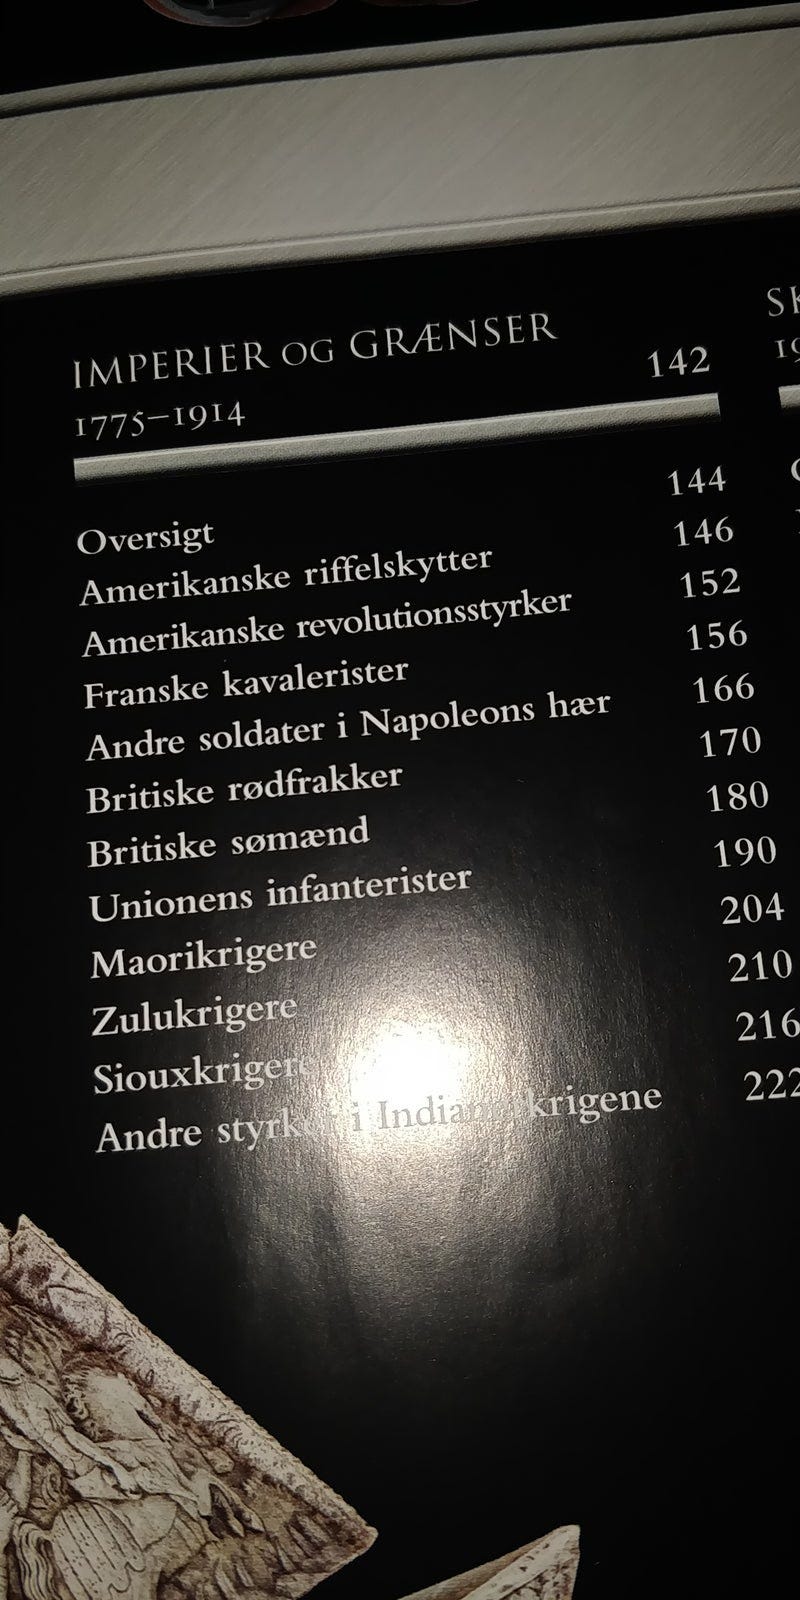 IMPERIER OG GRÆNSER
1775–1914 142
Oversigt 144
Amerikanske riffelskytter 146
Amerikanske revolutionsstyrker 152
Franske kavalerister 156
Andre soldater i Napoleons hær 166
Britiske rødfrakker 170
Britiske sømænd 180
Unionens infanterister 190
Maorikrigere 204
Zulukrigere 210
Siouxkrigere 216
Andre styrker i Indianerkrigene 222